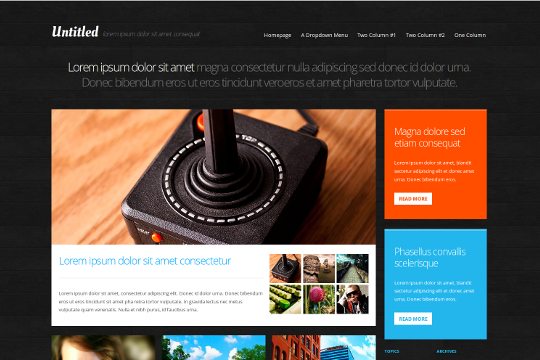 Untitled lorem ipsum dolor sit amet consequat
Homepage A Dropdown Menu Two Column #1 Two Column #2 One Column
Lorem ipsum dolor sit amet magna consectetur nulla adipiscing sed donec id dolor urna.
Donec bibendum eros ut eros tincidunt veroeros et amet pharetra tortor vulputate.
Magna dolore sed
etiam consequat
Lorem ipsum dolor sit amet, blandit
sectetur adipiscing elit et donec amet
urna. Donec bibendum eros.
READ MORE
Lorem ipsum dolor sit amet consectetur
Lorem ipsum dolor sit amet, consectetur adipiscing elit et donec amet dolor urna. Donec bibendum
eros ut eros tincidunt vulputate. In gravida lectus nec metus
vulputate quam venenatis. Nulla et nibh purus, id faucibus urna.
Phasellus convallis
scelerisque
Lorem ipsum dolor sit amet, blandit
sectetur adipiscing elit et donec amet
urna. Donec bibendum eros.
READ MORE
TOPICS ARCHIVES